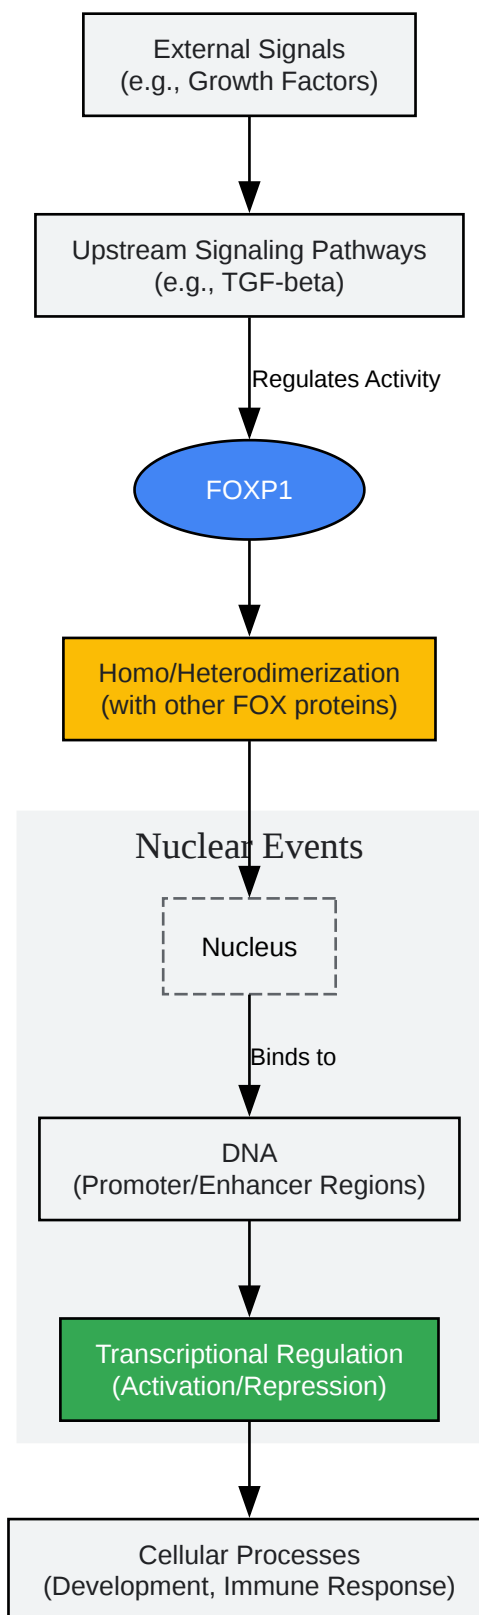 External Signals
(e.g., Growth Factors)
Upstream Signaling Pathways
(e.g., TGF-beta)
Regulates Activity
FOXP1
Homo/Heterodimerization
(with other FOX proteins)
Nuclear Events
Nucleus
Binds to
DNA
(Promoter/Enhancer Regions)
Transcriptional Regulation
(Activation/Repression)
Cellular Processes
(Development, Immune Response)